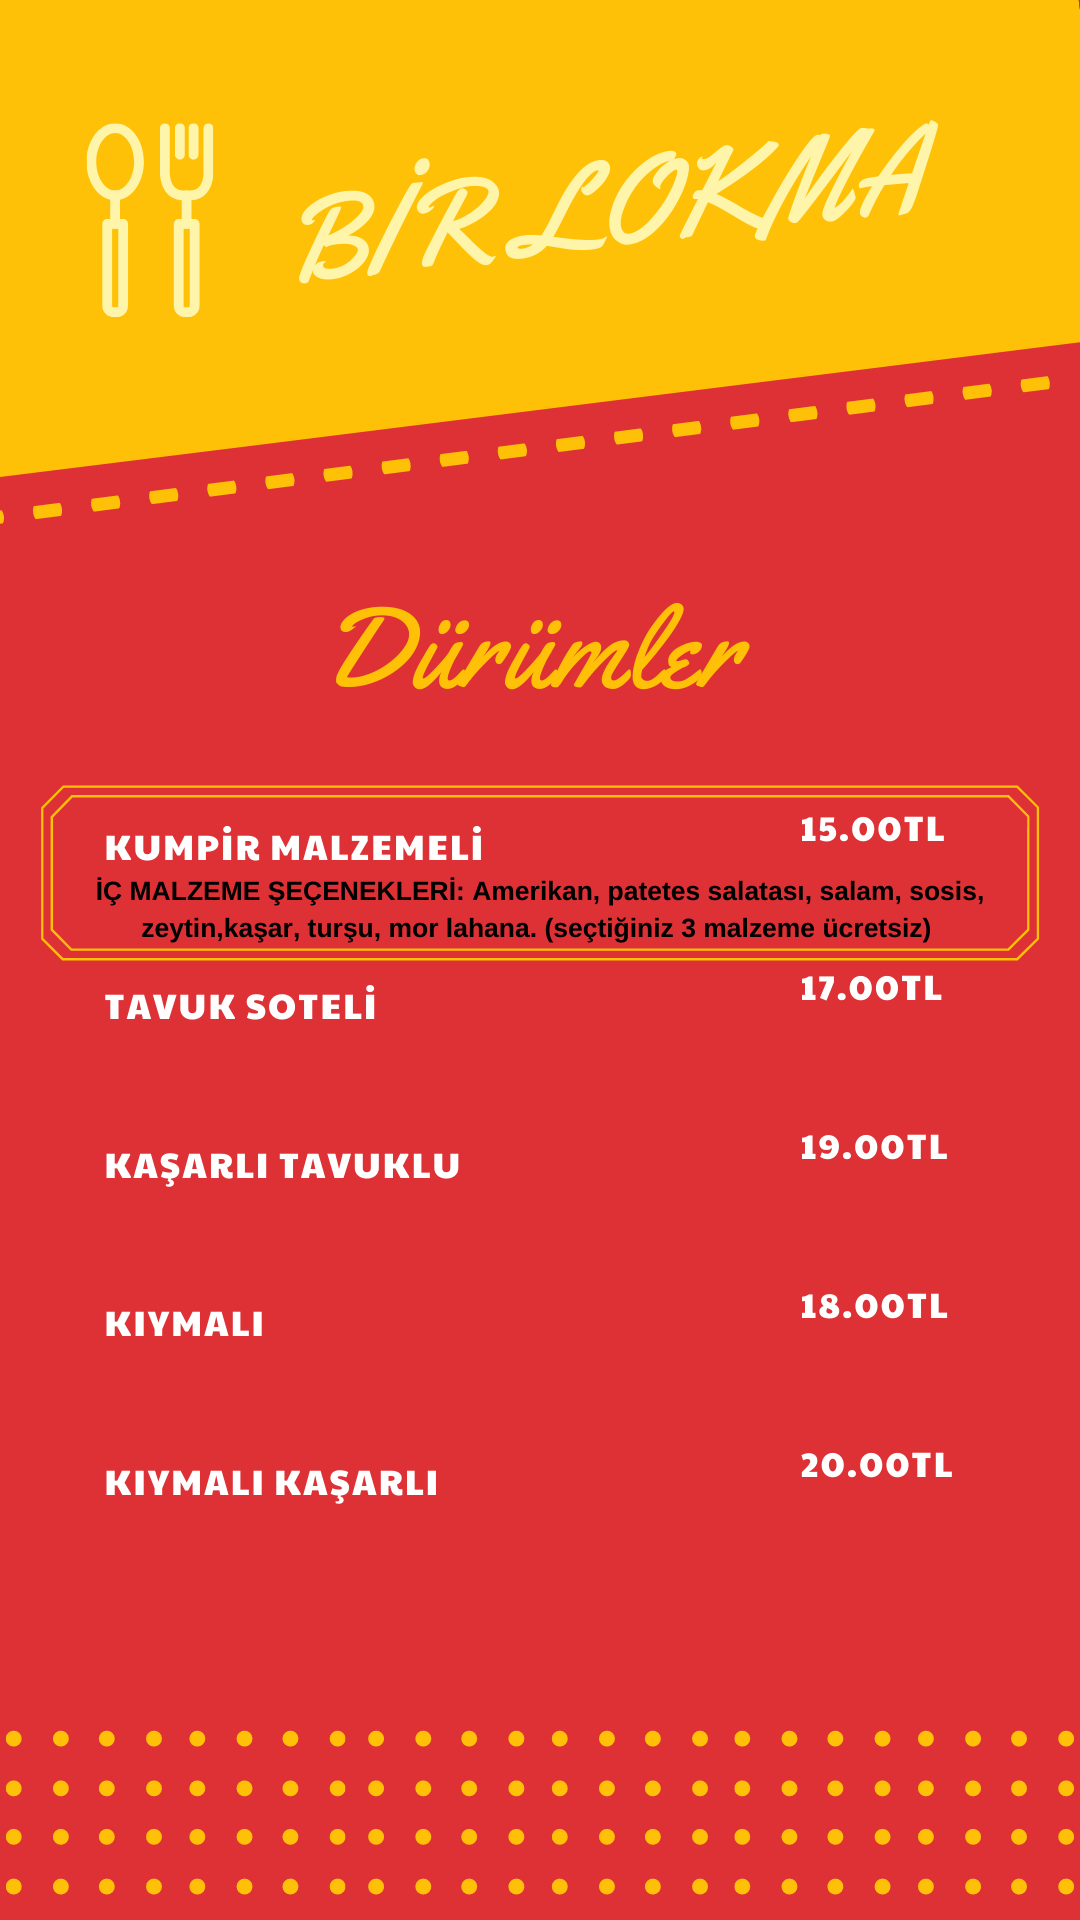 BİR LOKMA
Dürümler
KUMPİR MALZEMELİ 15.00TL
İÇ MALZEME ŞEÇENEKLERİ: Amerikan, patetes salatası, salam, sosis,
zeytin,kaşar, turşu, mor lahana. (seçtiğiniz 3 malzeme ücretsiz)
TAVUK SOTELİ 17.00TL
KAŞARLI TAVUKLU 19.00TL
KIYMALI 18.00TL
KIYMALI KAŞARLI 20.00TL